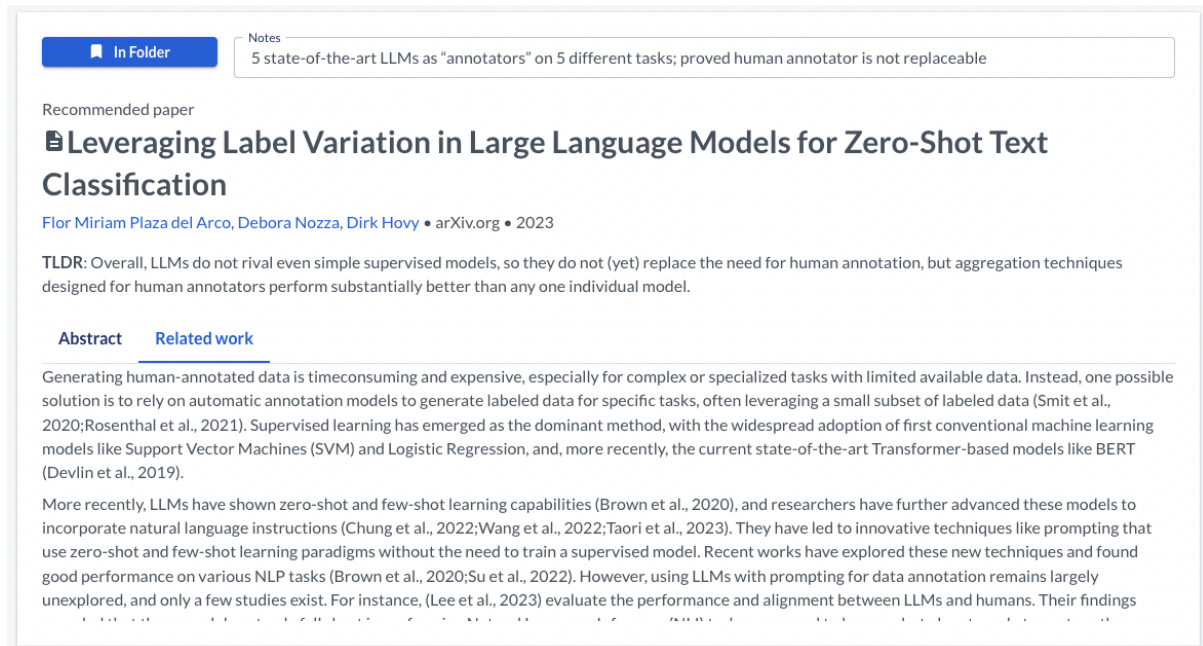 In Folder
Notes
5 state-of-the-art LLMs as “annotators” on 5 different tasks; proved human annotator is not replaceable
Recommended paper
Leveraging Label Variation in Large Language Models for Zero-Shot Text
Classification
Flor Miriam Plaza del Arco, Debora Nozza, Dirk Hovy • arXiv.org • 2023
TLDR: Overall, LLMs do not rival even simple supervised models, so they do not (yet) replace the need for human annotation, but aggregation techniques
designed for human annotators perform substantially better than any one individual model.
Abstract Related work
Generating human-annotated data is timeconsuming and expensive, especially for complex or specialized tasks with limited available data. Instead, one possible
solution is to rely on automatic annotation models to generate labeled data for specific tasks, often leveraging a small subset of labeled data (Smit et al.,
2020;Rosenthal et al., 2021). Supervised learning has emerged as the dominant method, with the widespread adoption of first conventional machine learning
models like Support Vector Machines (SVM) and Logistic Regression, and, more recently, the current state-of-the-art Transformer-based models like BERT
(Devlin et al., 2019).
More recently, LLMs have shown zero-shot and few-shot learning capabilities (Brown et al., 2020), and researchers have further advanced these models to
incorporate natural language instructions (Chung et al., 2022;Wang et al., 2022;Taori et al., 2023). They have led to innovative techniques like prompting that
use zero-shot and few-shot learning paradigms without the need to train a supervised model. Recent works have explored these new techniques and found
good performance on various NLP tasks (Brown et al., 2020;Su et al., 2022). However, using LLMs with prompting for data annotation remains largely
unexplored, and only a few studies exist. For instance, (Lee et al., 2023) evaluate the performance and alignment between LLMs and humans. Their findings